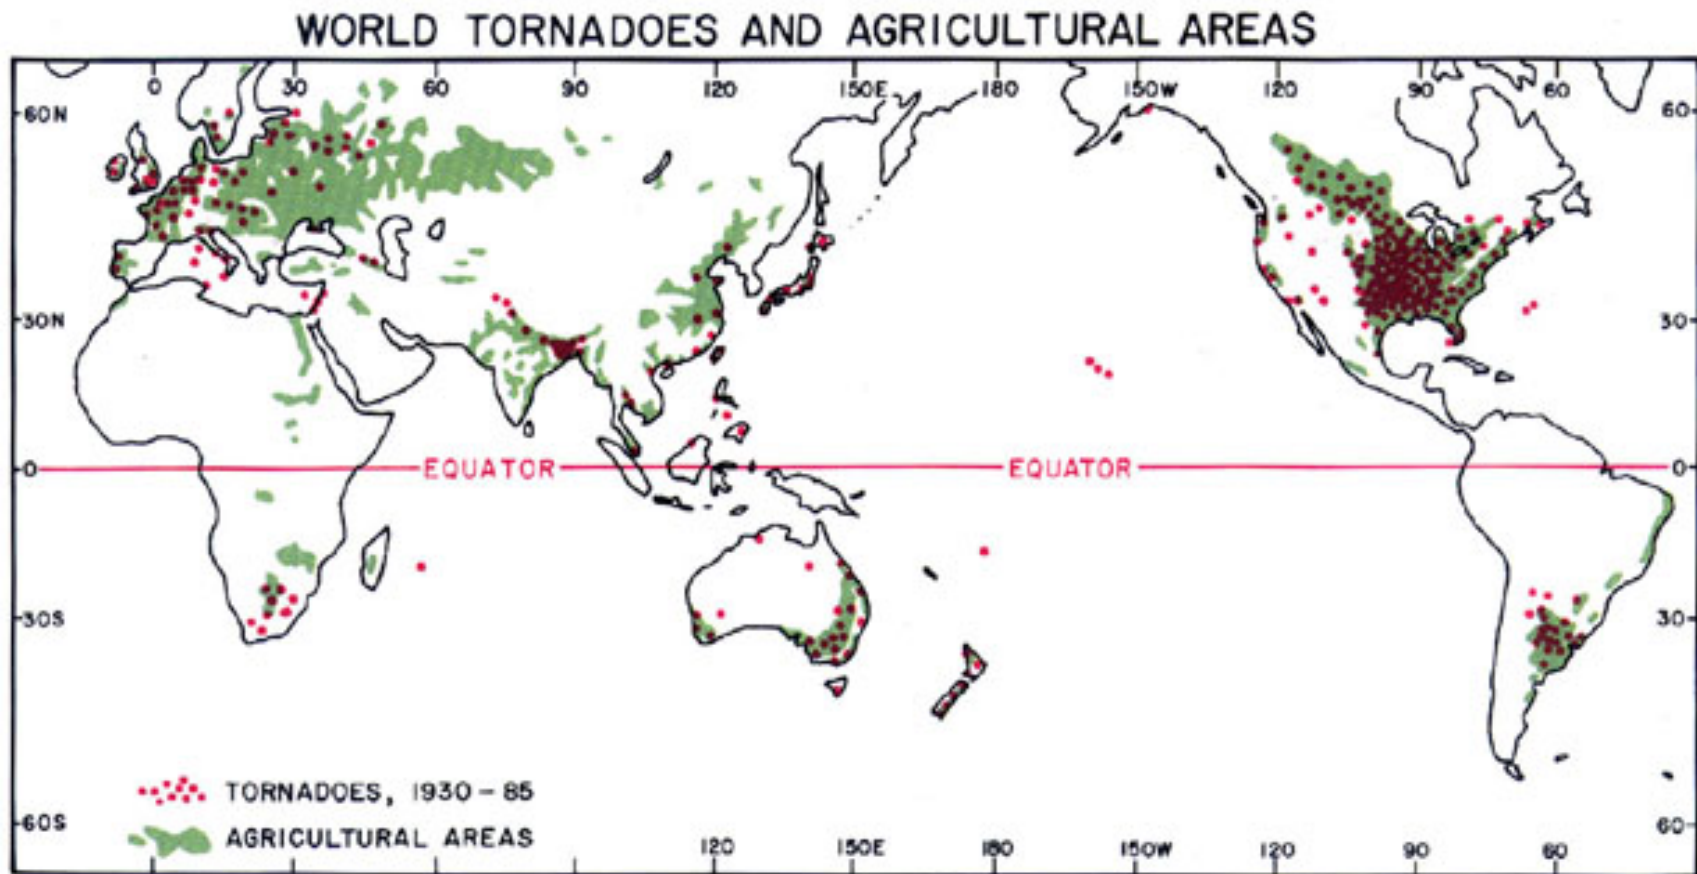 WORLD TORNADOES AND AGRICULTURAL AREAS
0 30 60 90 120 150E 180 150W 120 90 60
60N 60
30N 30
0 EQUATOR EQUATOR 0
30S 30
TORNADOES, 1930-85
60S 60
AGRICULTURAL AREAS
120 150E 180 150W 120 90 60